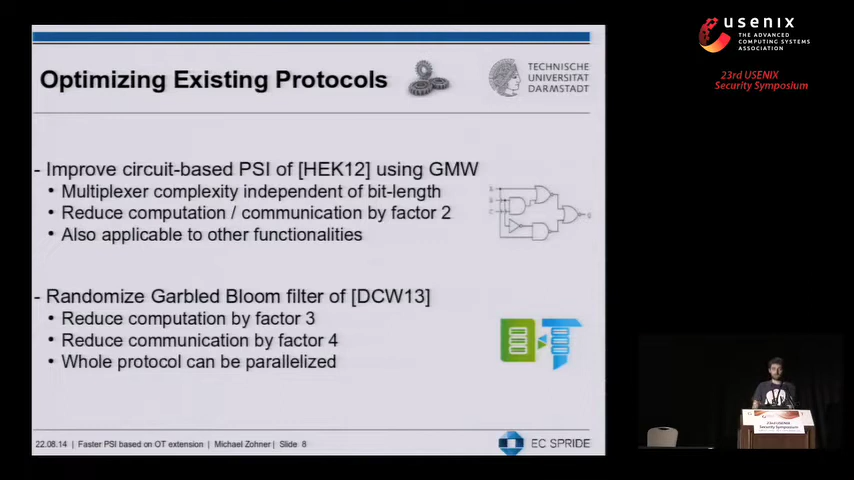 Optimizing Existing Protocols
TECHNISCHE
UNIVERSITÄT
DARMSTADT
- Improve circuit-based PSI of [HEK12] using GMW
• Multiplexer complexity independent of bit-length
• Reduce computation / communication by factor 2
• Also applicable to other functionalities
- Randomize Garbled Bloom filter of [DCW13]
• Reduce computation by factor 3
• Reduce communication by factor 4
• Whole protocol can be parallelized
22.08.14 | Faster PSI based on OT extension | Michael Zohner | Slide 8
EC SPRIDE
usenix
THE ADVANCED
COMPUTING SYSTEMS
ASSOCIATION
23rd USENIX
Security Symposium
23rd USENIX
Security Symposium